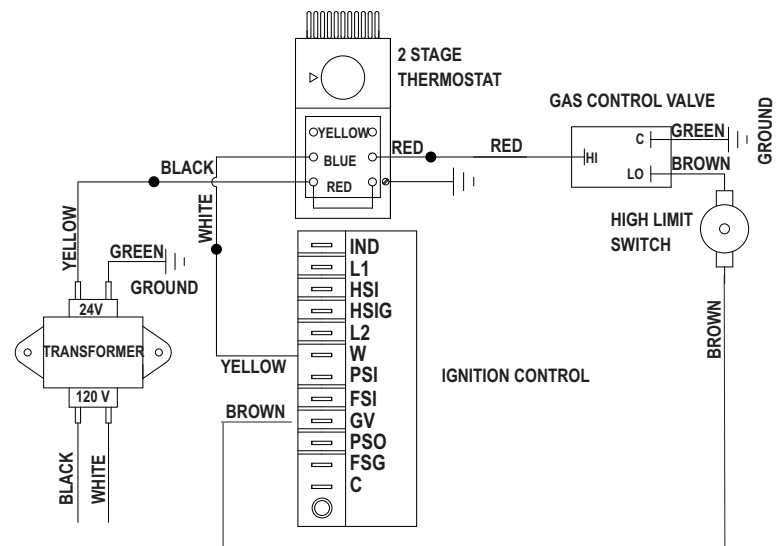 2 STAGE
THERMOSTAT
GAS CONTROL VALVE
YELLOW
BLUE
RED
BLACK
RED
RED
HI
C
LO
GREEN
GROUND
BROWN
HIGH LIMIT
SWITCH
BROWN
WHITE
YELLOW
GREEN
GROUND
24V
TRANSFORMER
120 V
BLACK
WHITE
YELLOW
BROWN
IND
L1
HSI
HSIG
L2
W
PSI
FSI
GV
PSO
FSG
C
IGNITION CONTROL